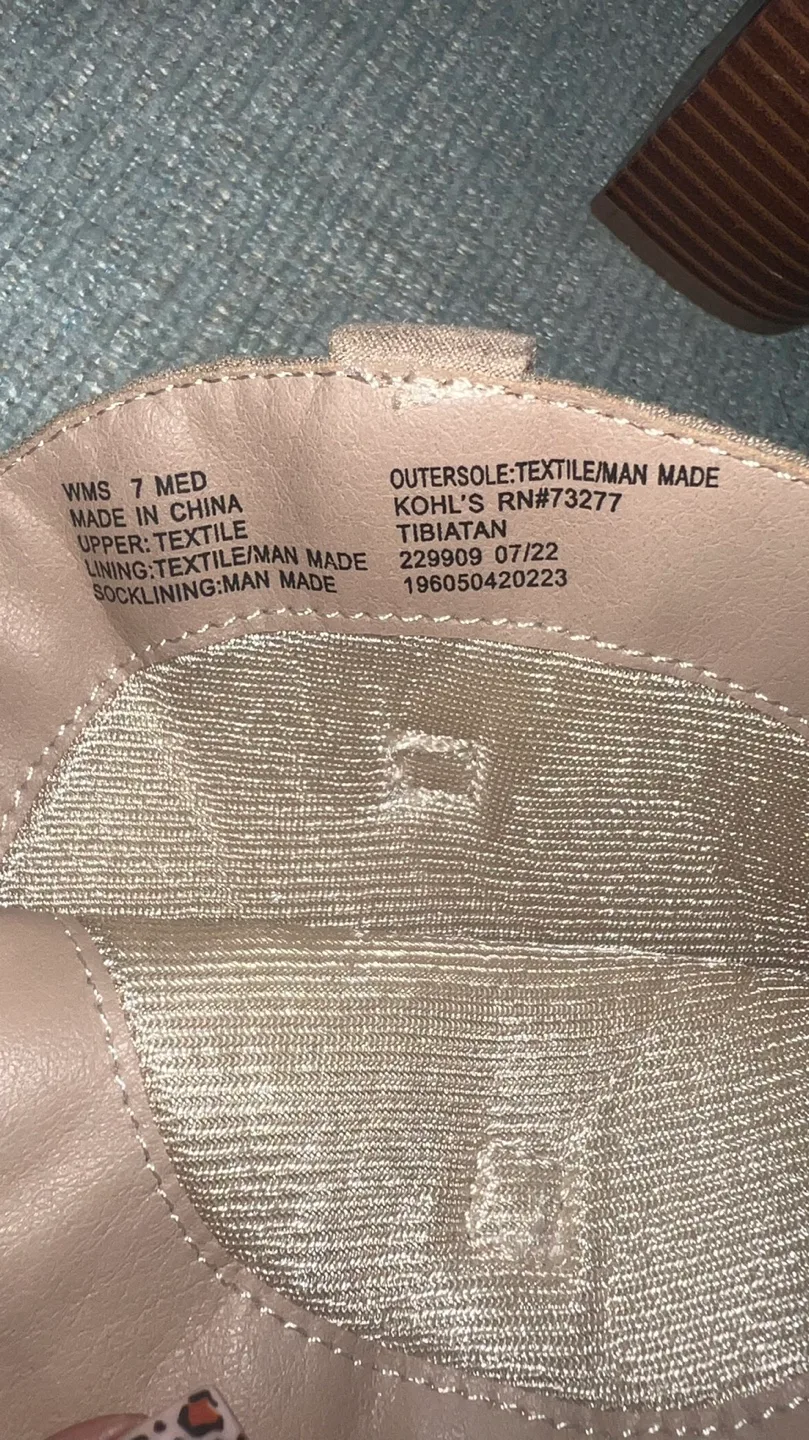 WMS 7 MED
MADE IN CHINA
UPPER: TEXTILE
LINING:TEXTILE/MAN MADE
SOCKLINING:MAN MADE
OUTERSOLE:TEXTILE/MAN MADE
KOHL'S RN#73277
TIBIATAN
229909 07/22
196050420223